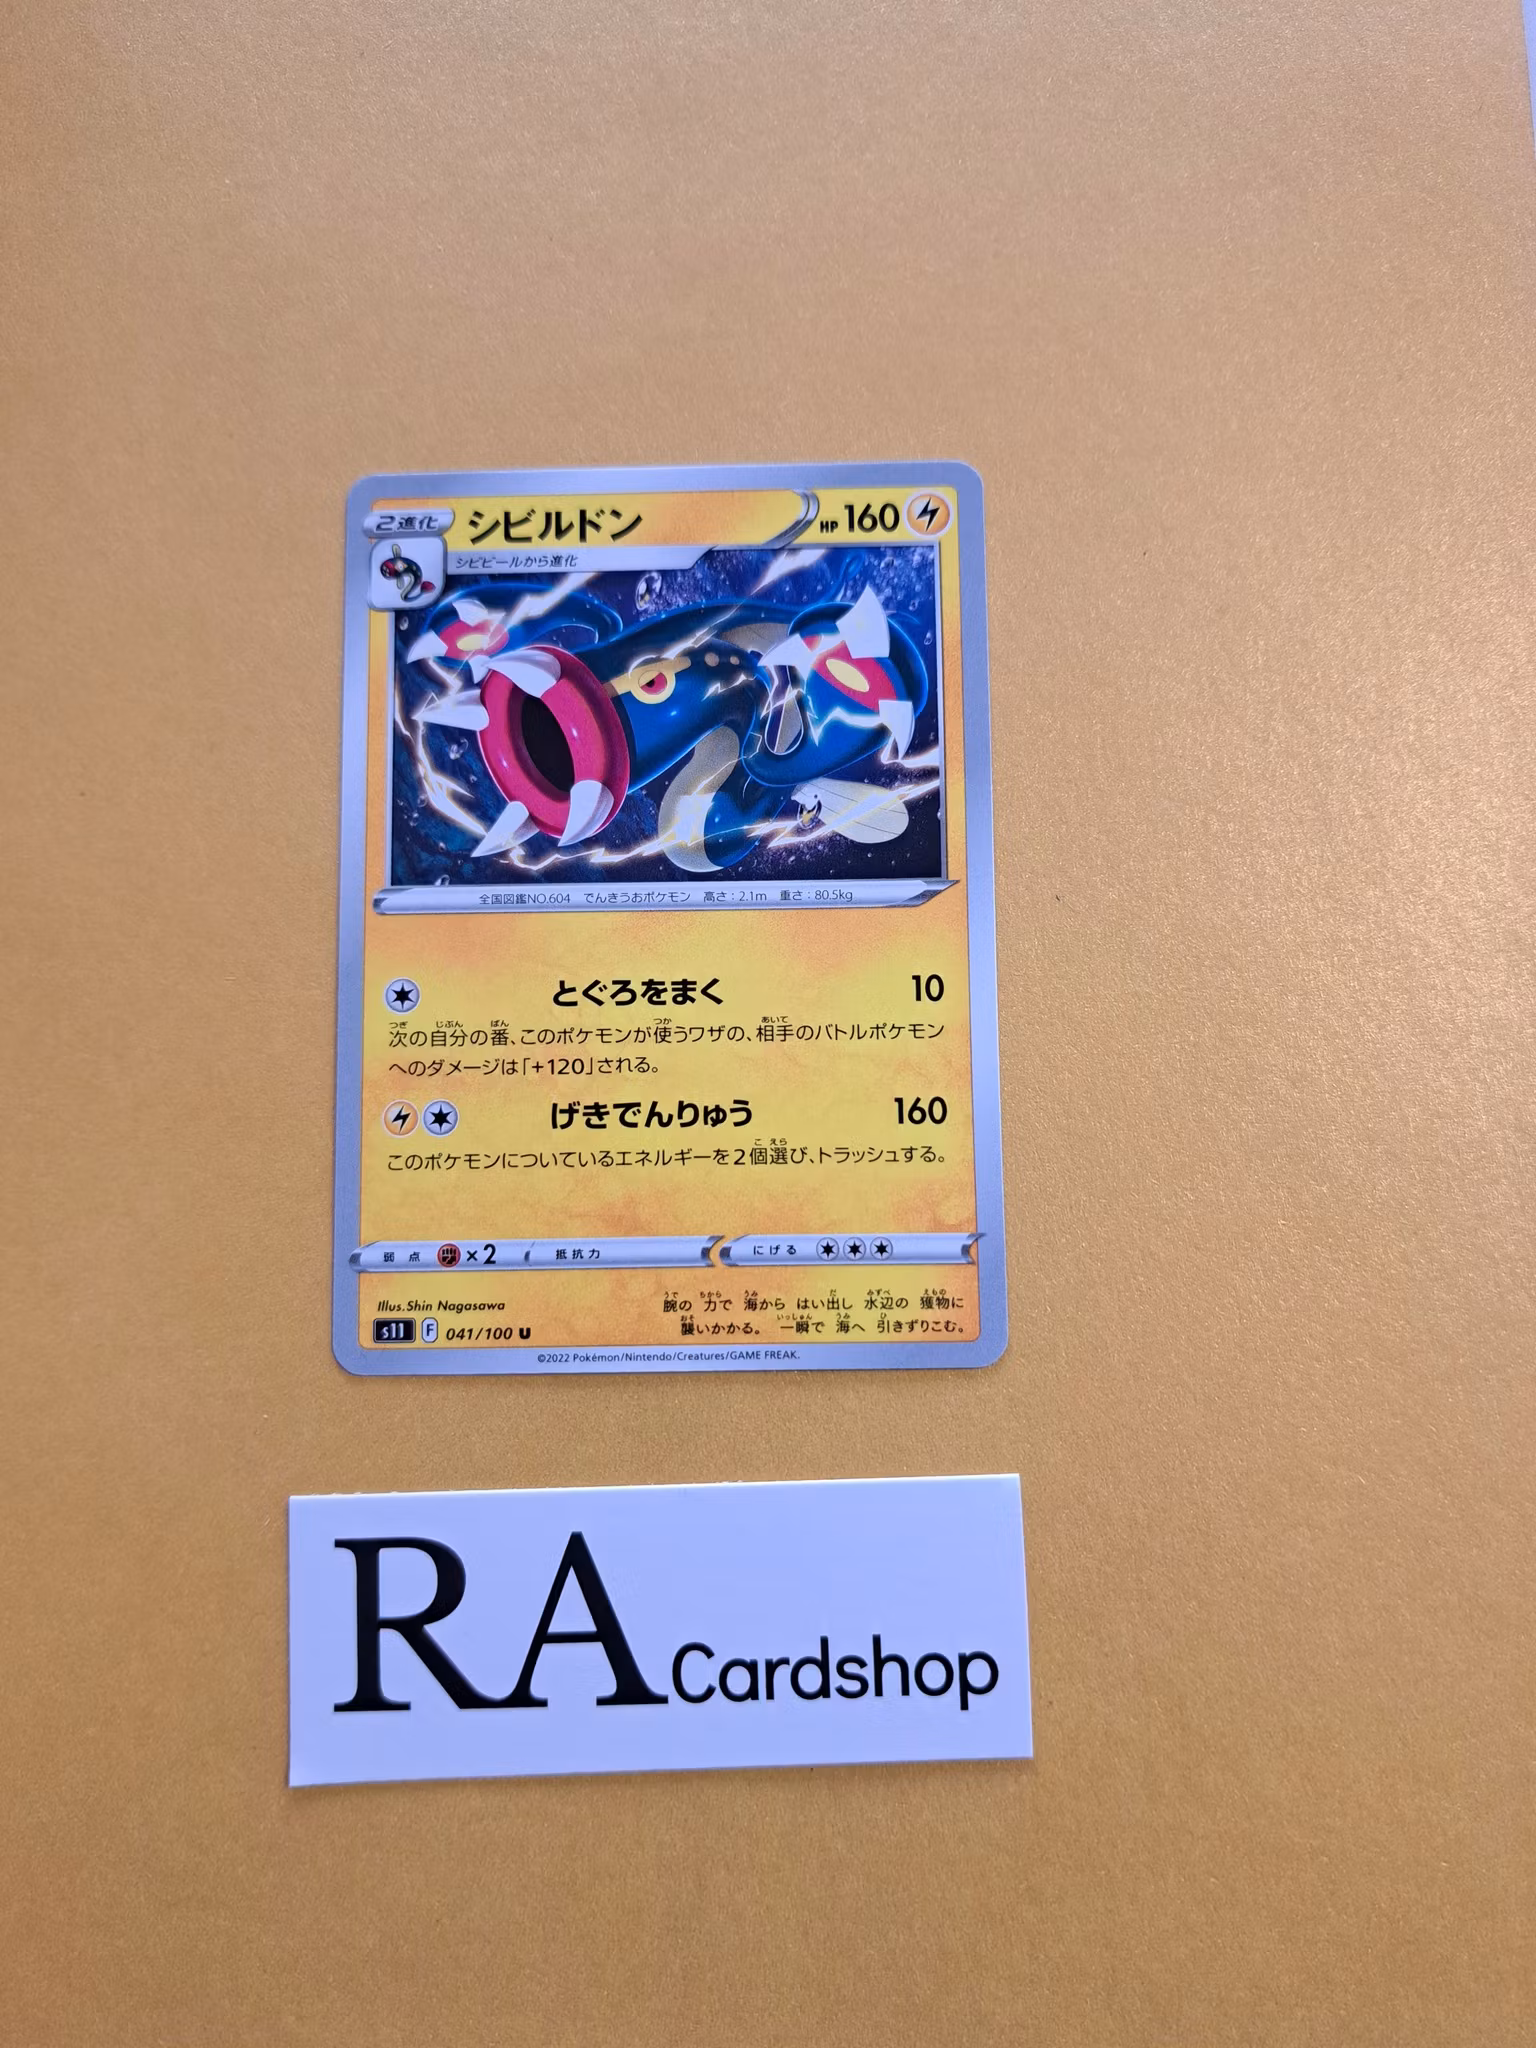 2進化 シビルドン HP 160
シビビールから進化
全国図鑑NO.604 でんきうおポケモン 高さ:2.1m 重さ:80.5kg
とぐろをまく 10
次の自分の番、このポケモンが使うワザの、相手のバトルポケモン
へのダメージは「+120」される。
げきでんりゅう 160
このポケモンについているエネルギーを2個選び、トラッシュする。
弱点 ×2 抵抗力 にげる
Illus.Shin Nagasawa
腕の 力で 海から はい出し 水辺の 獲物に
襲いかかる。 一瞬で 海へ 引きずりこむ。
s11 F 041/100 U
©2022 Pokémon/Nintendo/Creatures/GAME FREAK.
RA Cardshop